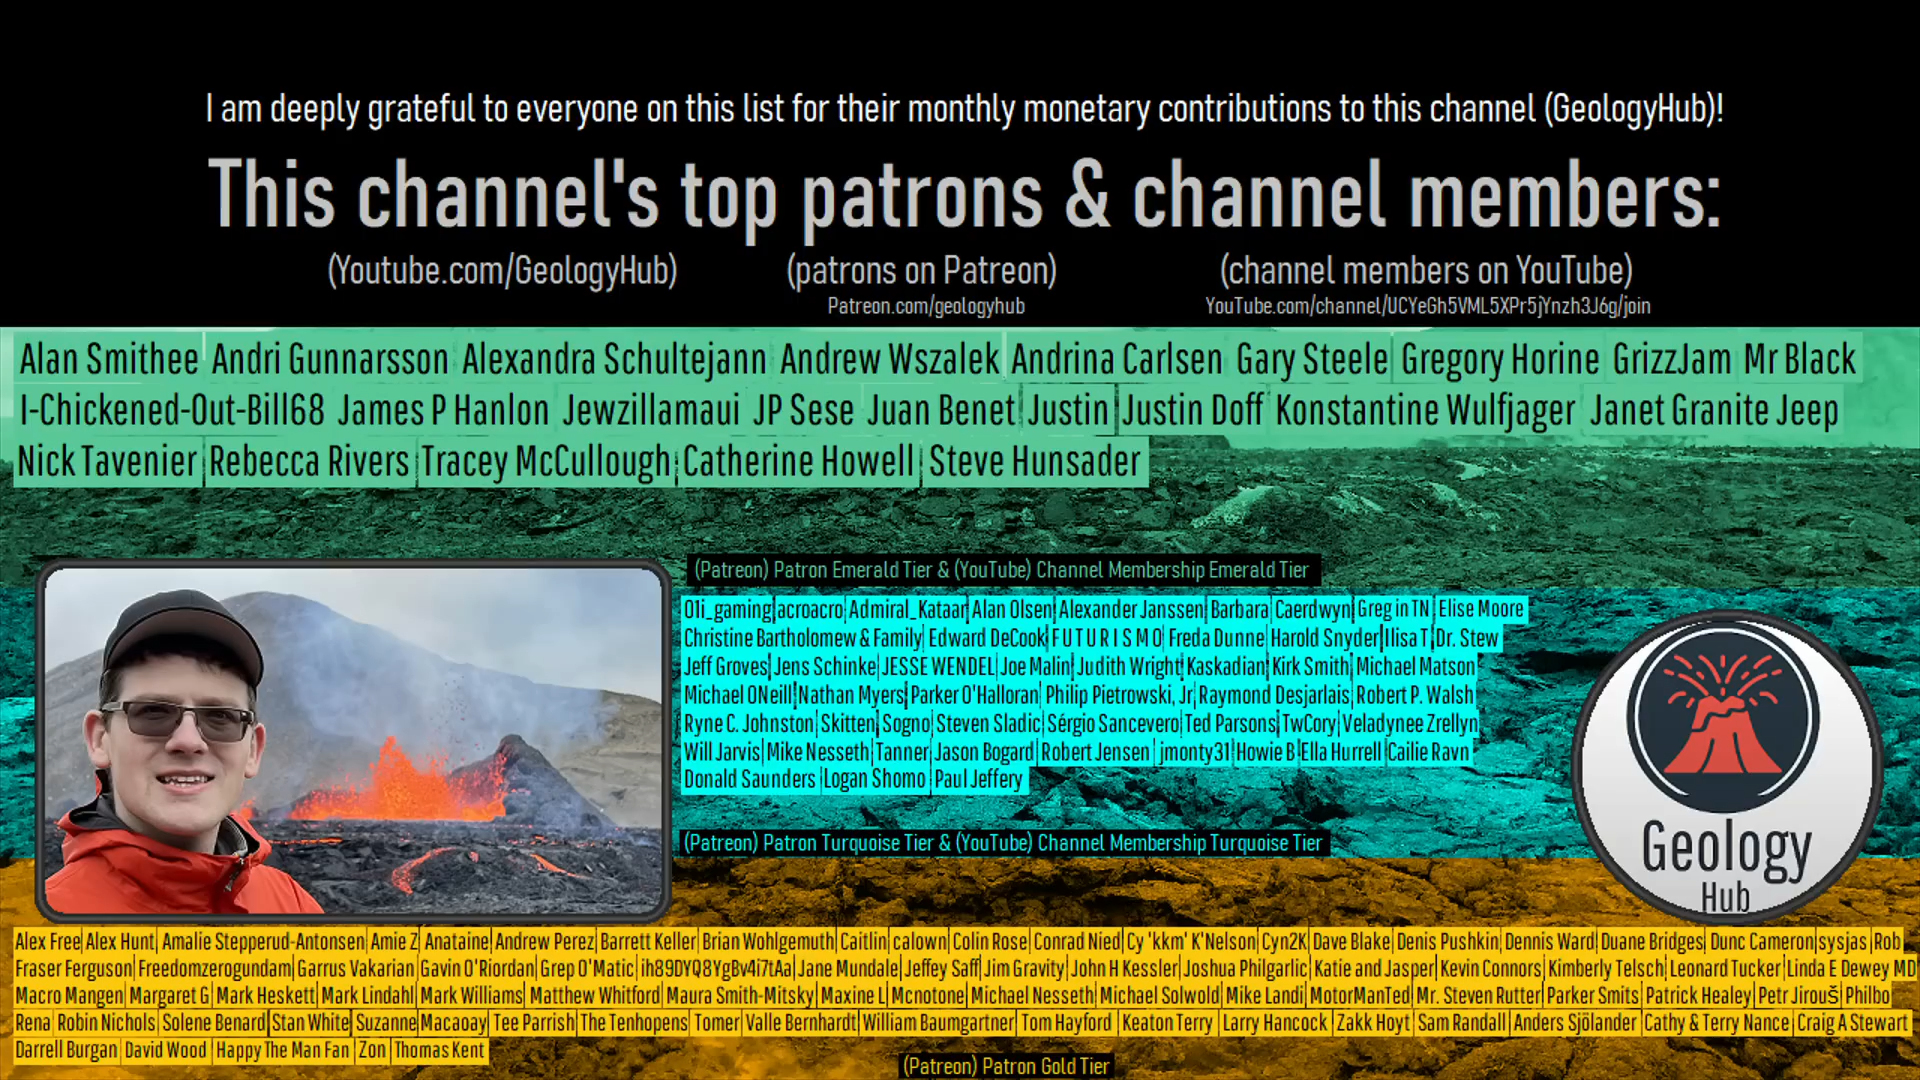 I am deeply grateful to everyone on this list for their monthly monetary contributions to this channel (GeologyHub)!
This channel's top patrons & channel members:
(Youtube.com/GeologyHub) (patrons on Patreon) (channel members on YouTube)
Patreon.com/geologyhub YouTube.com/channel/UCYeGh5VML5XPr5jYnzh3J6g/join
Alan Smithee Andri Gunnarsson Alexandra Schultejann Andrew Wszalek Andrina Carlsen Gary Steele Gregory Horine GrizzJam Mr Black
I-Chickened-Out-Bill68 James P Hanlon Jewzillamaui JP Sese Juan Benet Justin Justin Doff Konstantine Wulfjager Janet Granite Jeep
Nick Tavenier Rebecca Rivers Tracey McCullough Catherine Howell Steve Hunsader
(Patreon) Patron Emerald Tier & (YouTube) Channel Membership Emerald Tier
01i_gaming acroacro Admiral_Kataar Alan Olsen Alexander Janssen Barbara Caerdwyn Greg in TN Elise Moore
Christine Bartholomew & Family Edward DeCook F U T U R I S M O Freda Dunne Harold Snyder Ilisa T Dr. Stew
Jeff Groves Jens Schinke JESSE WENDEL Joe Malin Judith Wright Kaskadian Kirk Smith Michael Matson
Michael ONeill Nathan Myers Parker O'Halloran Philip Pietrowski, Jr Raymond Desjarlais Robert P. Walsh
Ryne C. Johnston Skitten Sogno Steven Sladic Sérgio Sancevero Ted Parsons TwCory Veladynee Zrellyn
Will Jarvis Mike Nesseth Tanner Jason Bogard Robert Jensen jmonty31 Howie B Ella Hurrell Cailie Ravn
Donald Saunders Logan Shomo Paul Jeffery
(Patreon) Patron Turquoise Tier & (YouTube) Channel Membership Turquoise Tier
Geology
Hub
Alex Free Alex Hunt Amalie Stepperud-Antonsen Amie Z Anataine Andrew Perez Barrett Keller Brian Wohlgemuth Caitlin calown Colin Rose Conrad Nied Cy 'kkm' K'Nelson Cyn2K Dave Blake Denis Pushkin Dennis Ward Duane Bridges Dunc Cameron sysjas Rob
Fraser Ferguson Freedomzerogundam Garrus Vakarian Gavin O'Riordan Grep O'Matic ih89DYQ8YgBv4i7tAa Jane Mundale Jeffey Saff Jim Gravity John H Kessler Joshua Philgarlic Katie and Jasper Kevin Connors Kimberly Telsch Leonard Tucker Linda E Dewey MD
Macro Mangen Margaret G Mark Heskett Mark Lindahl Mark Williams Matthew Whitford Maura Smith-Mitsky Maxine L Mcnotone Michael Nesseth Michael Solwold Mike Landi MotorManTed Mr. Steven Rutter Parker Smits Patrick Healey Petr Jirouš Philbo
Rena Robin Nichols Solene Benard Stan White Suzanne Macaoay Tee Parrish The Tenhopens Tomer Valle Bernhardt William Baumgartner Tom Hayford Keaton Terry Larry Hancock Zakk Hoyt Sam Randall Anders Sjölander Cathy & Terry Nance Craig A Stewart
Darrell Burgan David Wood Happy The Man Fan Zon Thomas Kent
(Patreon) Patron Gold Tier